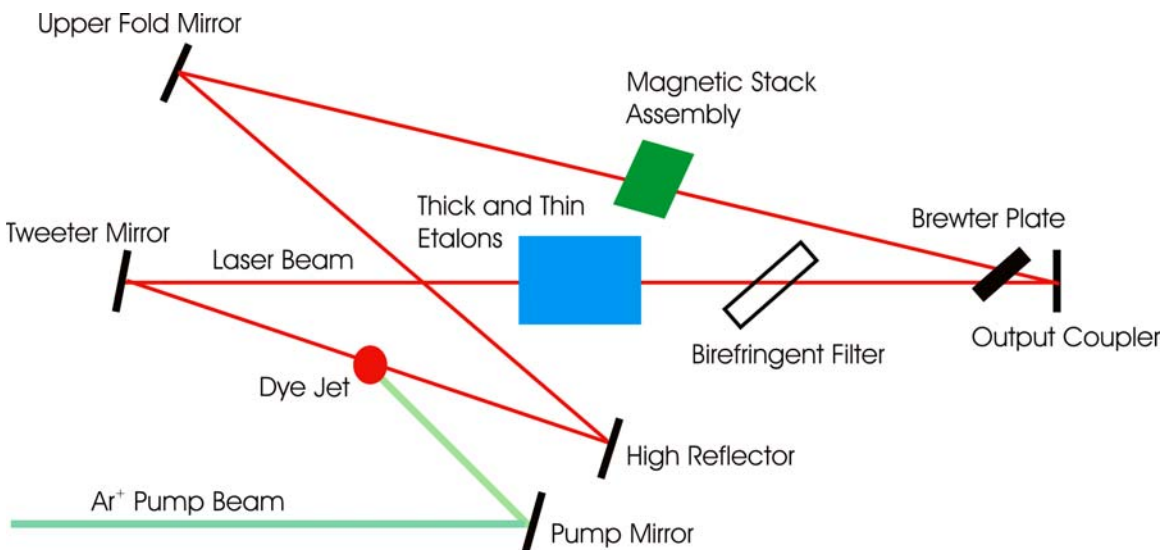 Upper Fold Mirror
Magnetic Stack
Assembly
Thick and Thin
Etalons
Brewter Plate
Tweeter Mirror
Laser Beam
Output Coupler
Birefringent Filter
Dye Jet
High Reflector
Ar⁺ Pump Beam
Pump Mirror